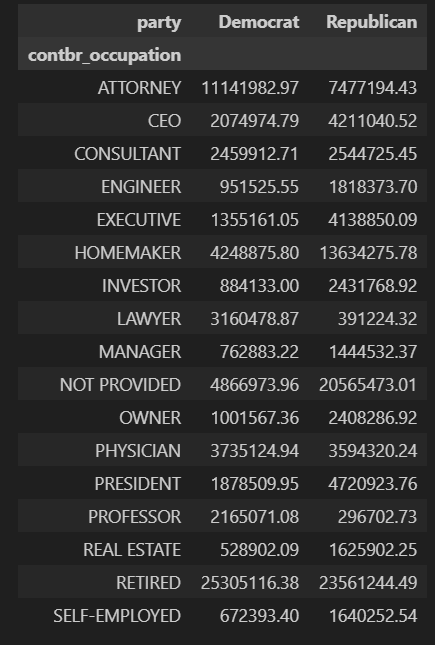 party Democrat Republican
contbr_occupation
ATTORNEY 11141982.97 7477194.43
CEO 2074974.79 4211040.52
CONSULTANT 2459912.71 2544725.45
ENGINEER 951525.55 1818373.70
EXECUTIVE 1355161.05 4138850.09
HOMEMAKER 4248875.80 13634275.78
INVESTOR 884133.00 2431768.92
LAWYER 3160478.87 391224.32
MANAGER 762883.22 1444532.37
NOT PROVIDED 4866973.96 20565473.01
OWNER 1001567.36 2408286.92
PHYSICIAN 3735124.94 3594320.24
PRESIDENT 1878509.95 4720923.76
PROFESSOR 2165071.08 296702.73
REAL ESTATE 528902.09 1625902.25
RETIRED 25305116.38 23561244.49
SELF-EMPLOYED 672393.40 1640252.54